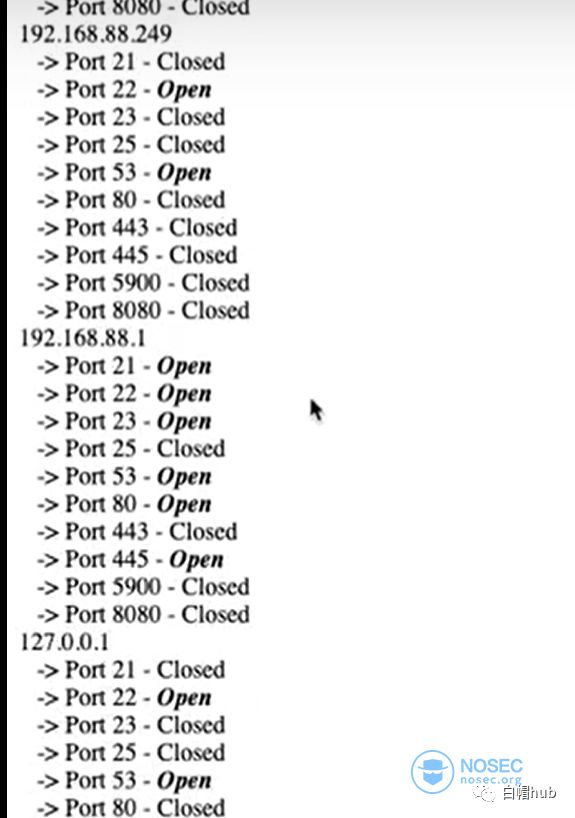 -> Port 8080 - Closed
192.168.88.249
-> Port 21 - Closed
-> Port 22 - Open
-> Port 23 - Closed
-> Port 25 - Closed
-> Port 53 - Open
-> Port 80 - Closed
-> Port 443 - Closed
-> Port 445 - Closed
-> Port 5900 - Closed
-> Port 8080 - Closed
192.168.88.1
-> Port 21 - Open
-> Port 22 - Open
-> Port 23 - Open
-> Port 25 - Closed
-> Port 53 - Open
-> Port 80 - Open
-> Port 443 - Closed
-> Port 445 - Open
-> Port 5900 - Closed
-> Port 8080 - Closed
127.0.0.1
-> Port 21 - Closed
-> Port 22 - Open
-> Port 23 - Closed
-> Port 25 - Closed
-> Port 53 - Open
-> Port 80 - Closed
NOSEC
nosec.org
白帽hub